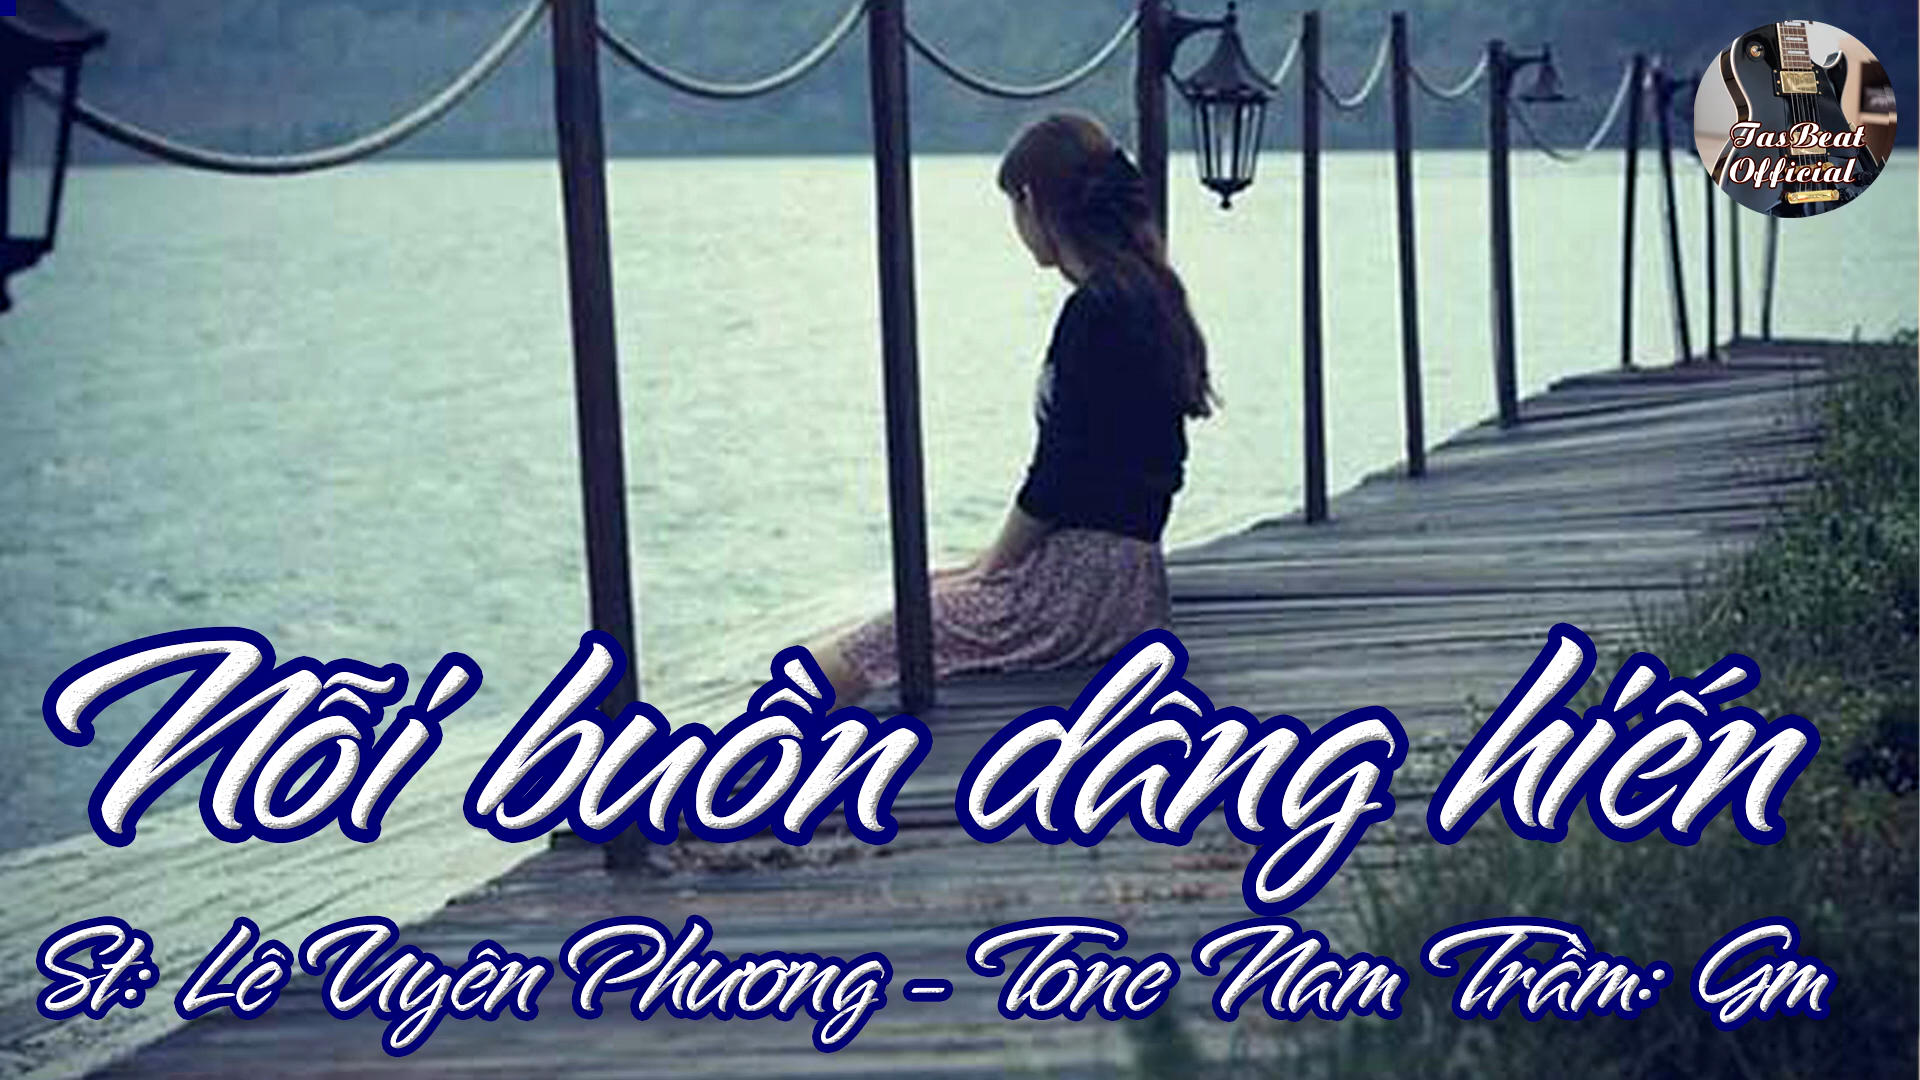 TasBeat
Official
Nỗi buồn dâng hiến
St: Lê Uyên Phương - Tone Nam Trầm: Gm